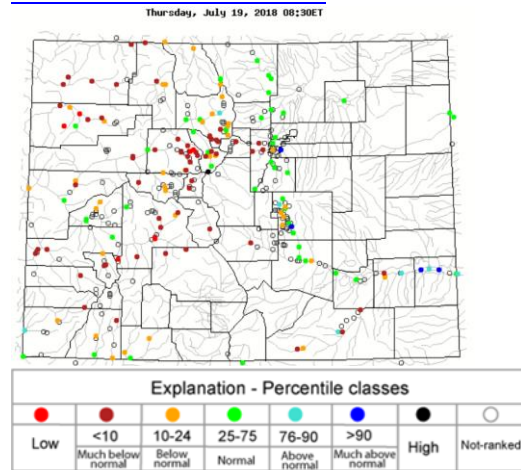 Thursday, July 19, 2018 08:30ET
Explanation - Percentile classes
Low
<10
10-24
25-75
76-90
>90
High
Not-ranked
Much below
normal
Below
normal
Normal
Above
normal
Much above
normal